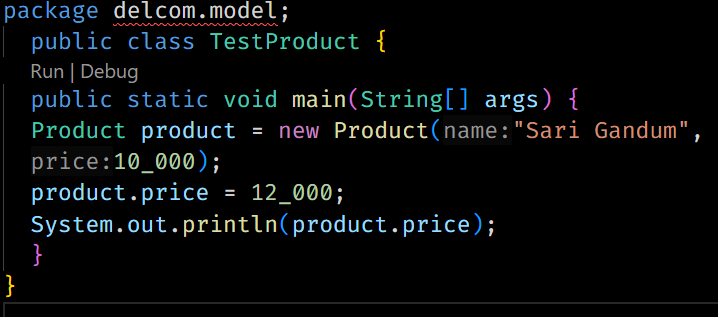 package delcom.model;
public class TestProduct {
Run | Debug
public static void main(String[] args) {
Product product = new Product(name:"Sari Gandum",
price:10_000);
product.price = 12_000;
System.out.println(product.price);
}
}